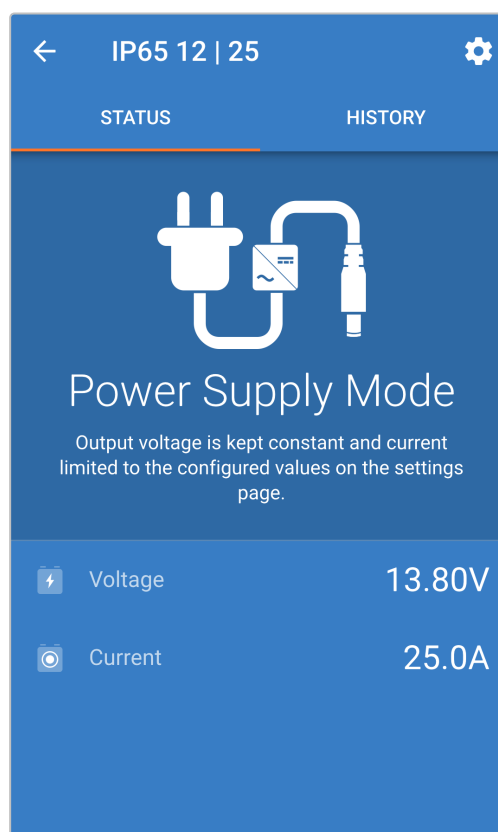 IP65 12 | 25
STATUS HISTORY
Power Supply Mode
Output voltage is kept constant and current
limited to the configured values on the settings
page.
Voltage 13.80V
Current 25.0A